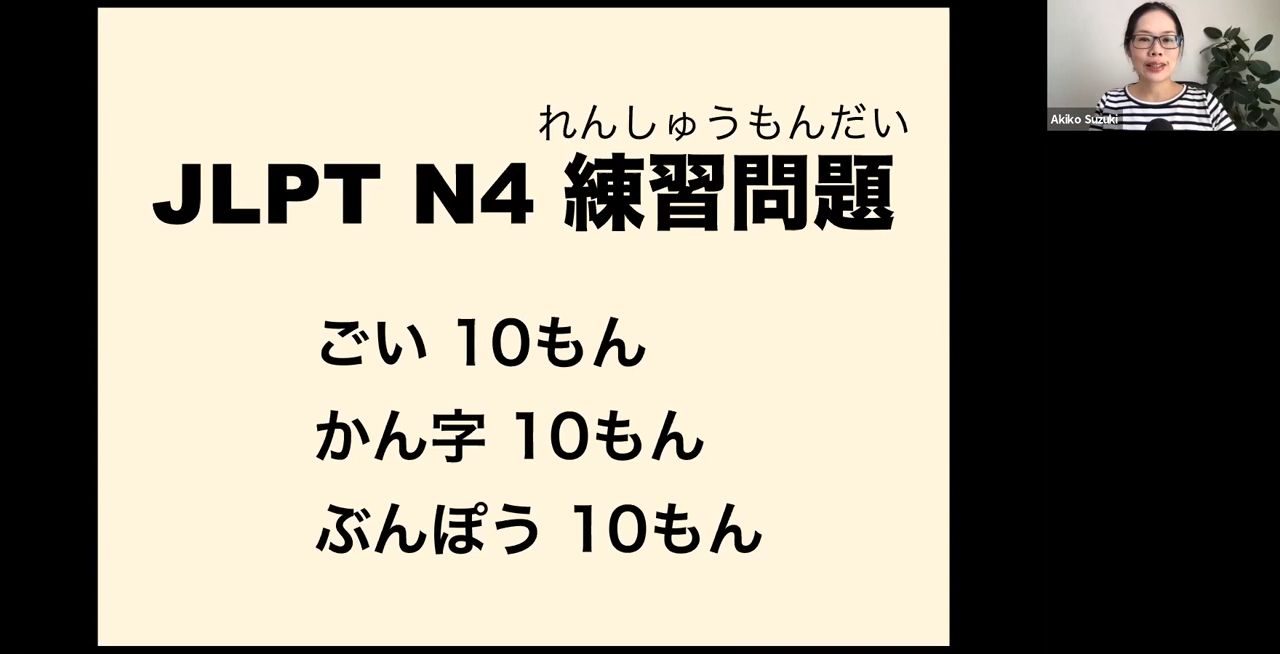 れんしゅうもんだい
JLPT N4 練習問題
ごい 10もん
かん字 10もん
ぶんぽう 10もん
Akiko Suzuki